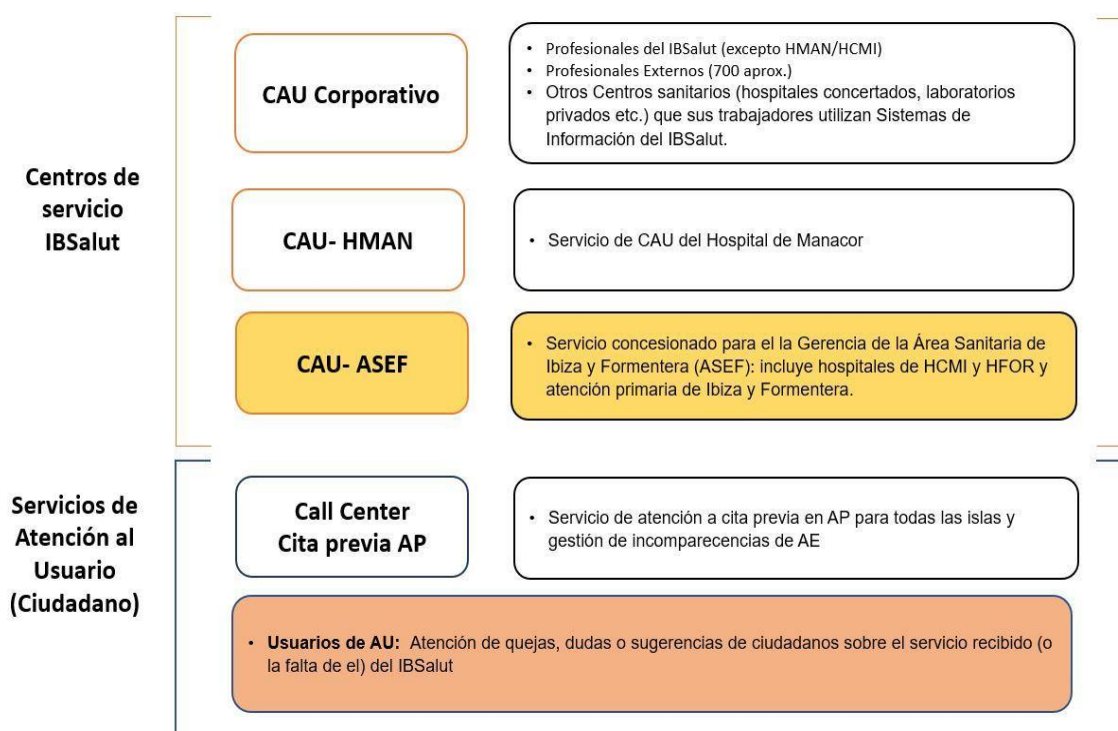 Centros de
servicio
IBSalut
CAU Corporativo
• Profesionales del IBSalut (excepto HMAN/HCMI)
• Profesionales Externos (700 aprox.)
• Otros Centros sanitarios (hospitales concertados, laboratorios
privados etc.) que sus trabajadores utilizan Sistemas de
Información del IBSalut.
CAU- HMAN
• Servicio de CAU del Hospital de Manacor
CAU- ASEF
• Servicio concesionado para el la Gerencia de la Área Sanitaria de
Ibiza y Formentera (ASEF): incluye hospitales de HCMI y HFOR y
atención primaria de Ibiza y Formentera.
Servicios de
Atención al
Usuario
(Ciudadano)
Call Center
Cita previa AP
• Servicio de atención a cita previa en AP para todas las islas y
gestión de incomparecencias de AE
• Usuarios de AU: Atención de quejas, dudas o sugerencias de ciudadanos sobre el servicio recibido (o
la falta de el) del IBSalut